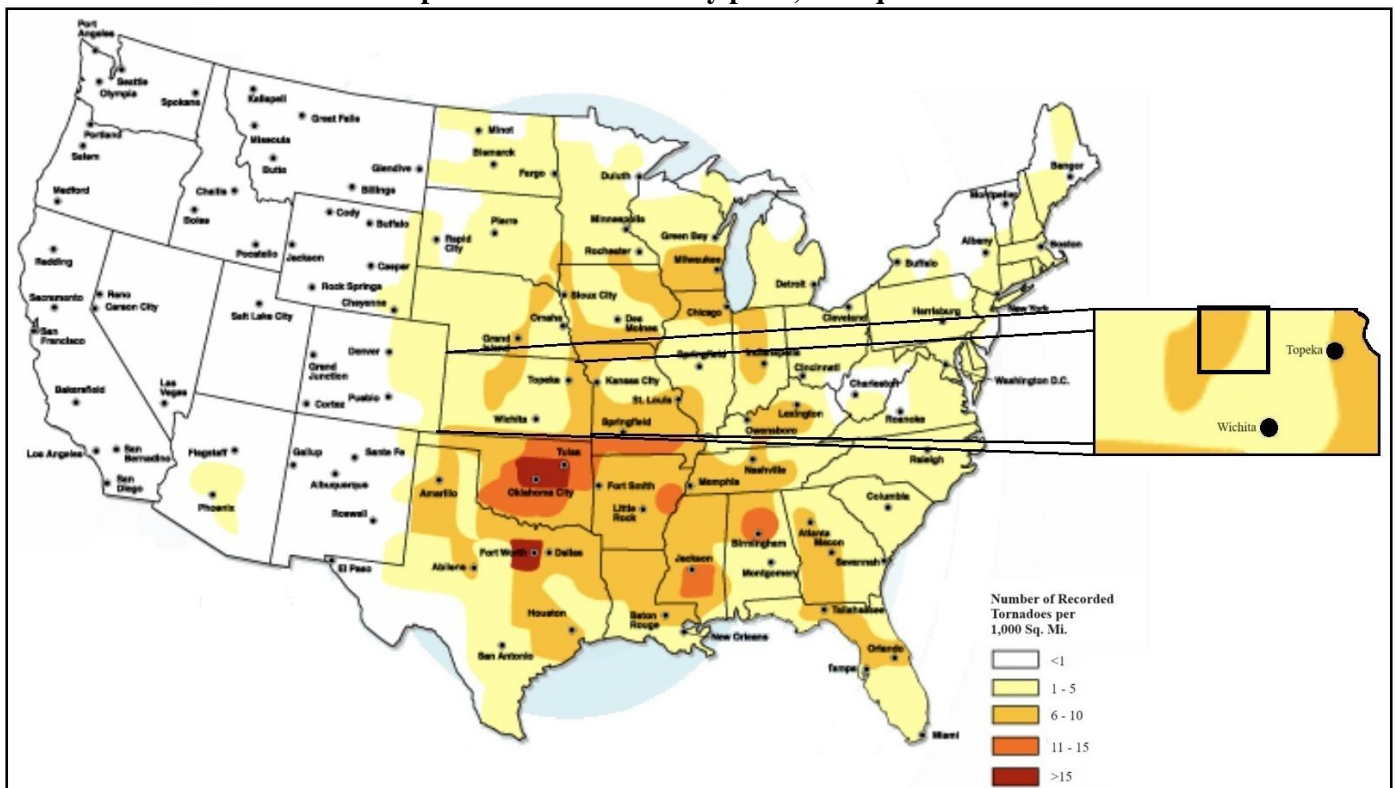 Port
Angeles
Seattle
Olympia
Spokane
Portland
Salem
Medford
Kalispell
Great Falls
Missoula
Butte
Glendive
Billings
Challis
Boise
Pocatello
Cody
Buffalo
Jackson
Casper
Rock Springs
Cheyenne
Minot
Bismarck
Fargo
Pierre
Rapid
City
Duluth
Minneapolis
Rochester
Green Bay
Milwaukee
Sioux City
Omaha
Des
Moines
Grand
Island
Chicago
Detroit
Redding
Sacramento
San
Francisco
Reno
Carson City
Salt Lake City
Bakersfield
Las
Vegas
Los Angeles
San
Bernadino
San
Diego
Denver
Grand
Junction
Pueblo
Cortez
Flagstaff
Phoenix
Gallup
Santa Fe
Albuquerque
Roswell
El Paso
Topeka
Kansas City
Wichita
St. Louis
Springfield
Springfield
Indianapolis
Cincinnati
Cleveland
Charleston
Lexington
Owensboro
Roanoke
Nashville
Memphis
Raleigh
Columbia
Amarillo
Tulsa
Oklahoma City
Fort Smith
Little
Rock
Fort Worth
Dallas
Abilene
Houston
San Antonio
Baton
Rouge
New Orleans
Jackson
Birmingham
Montgomery
Atlanta
Macon
Savannah
Tallahassee
Orlando
Tampa
Miami
Bangor
Montpelier
Albany
Boston
Buffalo
Harrisburg
New York
Washington D.C.
Topeka
Wichita
Number of Recorded
Tornadoes per
1,000 Sq. Mi.
<1
1 - 5
6 - 10
11 - 15
>15